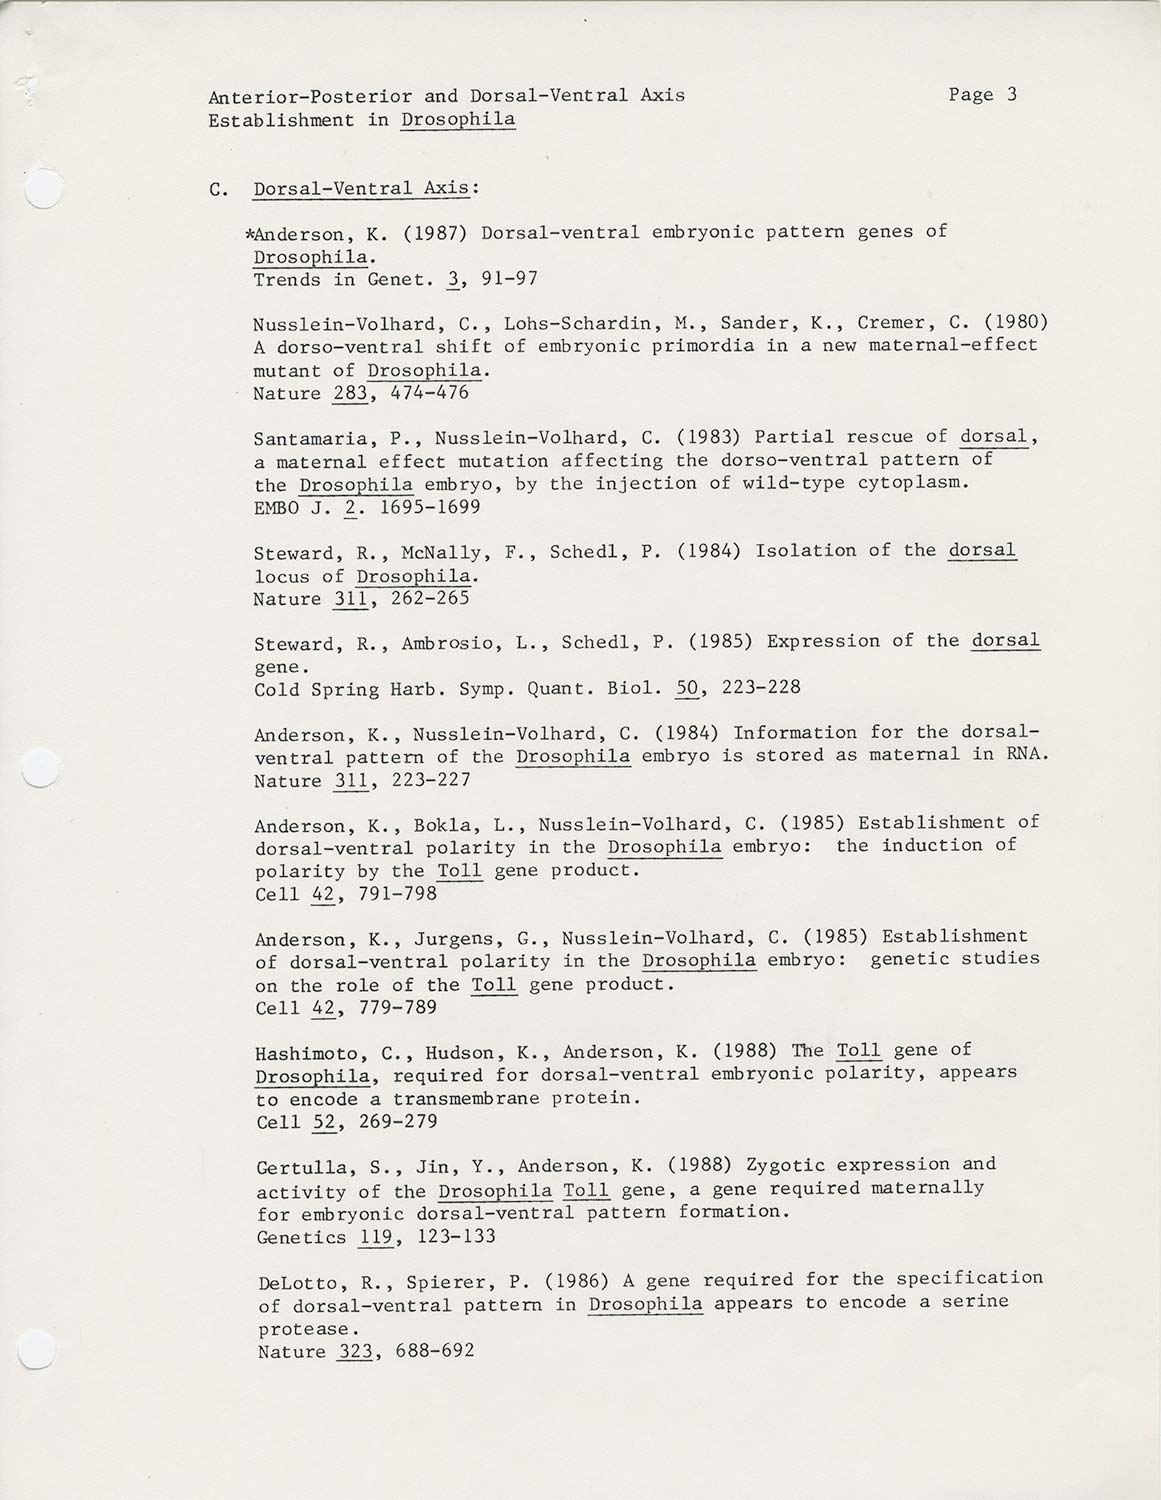 Anterior-Posterior and Dorsal-Ventral Axis Page 3
Establishment in Drosophila
C. Dorsal-Ventral Axis:
*Anderson, K. (1987) Dorsal-ventral embryonic pattern genes of
Drosophila.
Trends in Genet. 3, 91-97
Nusslein-Volhard, C., Lohs-Schardin, M., Sander, K., Cremer, C. (1980)
A dorso-ventral shift of embryonic primordia in a new maternal-effect
mutant of Drosophila.
Nature 283, 474-476
Santamaria, P., Nusslein-Volhard, C. (1983) Partial rescue of dorsal,
a maternal effect mutation affecting the dorso-ventral pattern of
the Drosophila embryo, by the injection of wild-type cytoplasm.
EMBO J. 2. 1695-1699
Steward, R., McNally, F., Schedl, P. (1984) Isolation of the dorsal
locus of Drosophila.
Nature 311, 262-265
Steward, R., Ambrosio, L., Schedl, P. (1985) Expression of the dorsal
gene.
Cold Spring Harb. Symp. Quant. Biol. 50, 223-228
Anderson, K., Nusslein-Volhard, C. (1984) Information for the dorsal-
ventral pattern of the Drosophila embryo is stored as maternal in RNA.
Nature 311, 223-227
Anderson, K., Bokla, L., Nusslein-Volhard, C. (1985) Establishment of
dorsal-ventral polarity in the Drosophila embryo: the induction of
polarity by the Toll gene product.
Cell 42, 791-798
Anderson, K., Jurgens, G., Nusslein-Volhard, C. (1985) Establishment
of dorsal-ventral polarity in the Drosophila embryo: genetic studies
on the role of the Toll gene product.
Cell 42, 779-789
Hashimoto, C., Hudson, K., Anderson, K. (1988) The Toll gene of
Drosophila, required for dorsal-ventral embryonic polarity, appears
to encode a transmembrane protein.
Cell 52, 269-279
Gertulla, S., Jin, Y., Anderson, K. (1988) Zygotic expression and
activity of the Drosophila Toll gene, a gene required maternally
for embryonic dorsal-ventral pattern formation.
Genetics 119, 123-133
DeLotto, R., Spierer, P. (1986) A gene required for the specification
of dorsal-ventral pattern in Drosophila appears to encode a serine
protease.
Nature 323, 688-692